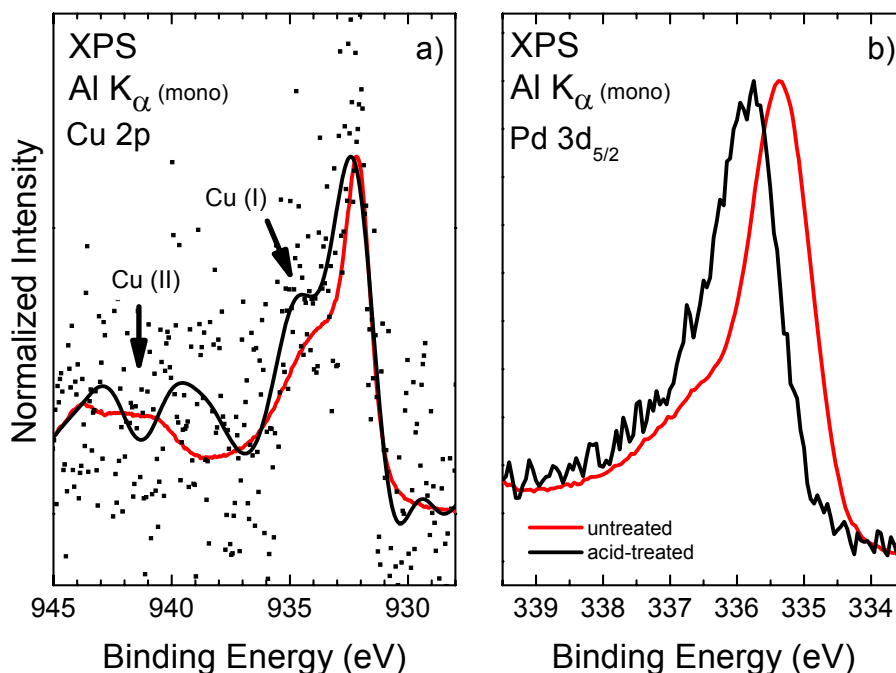 XPS
a)
Al Kα (mono)
Cu 2p
Cu (I)
Cu (II)
Normalized Intensity
945 940 935 930
Binding Energy (eV)
XPS
b)
Al Kα (mono)
Pd 3d5/2
untreated
acid-treated
339 338 337 336 335 334
Binding Energy (eV)